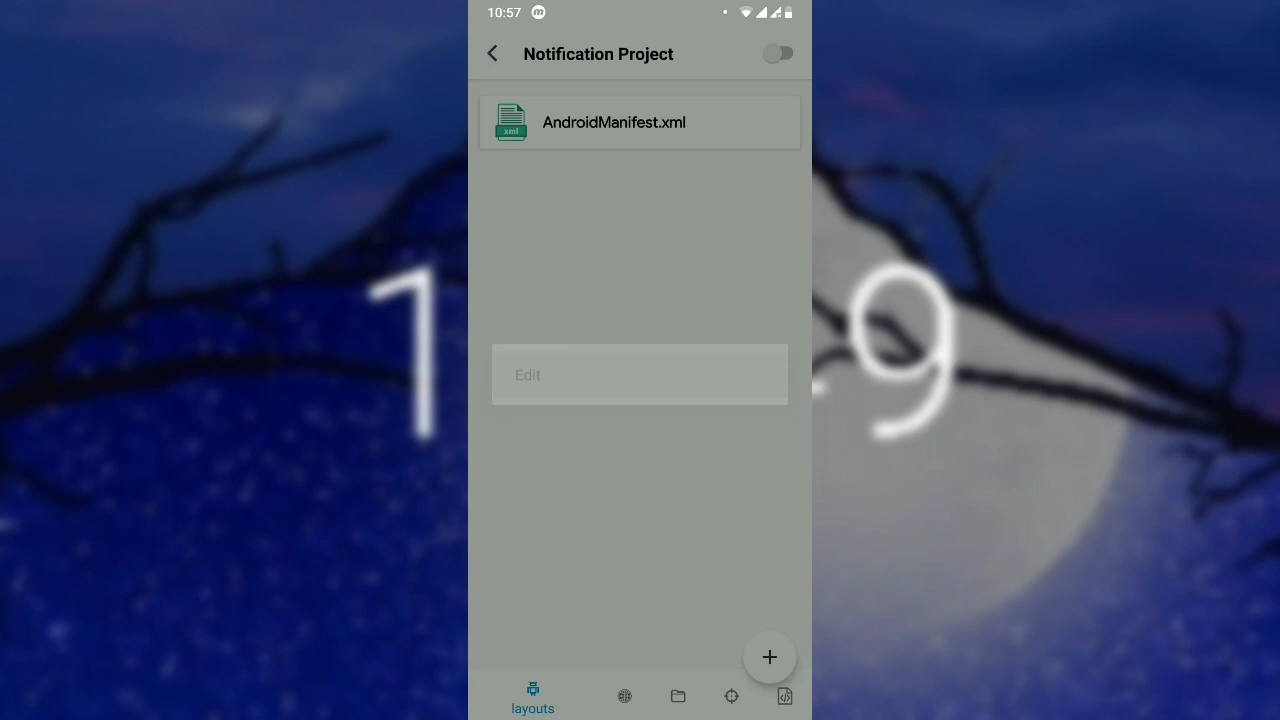 10:57
Notification Project
xml
AndroidManifest.xml
1
9
Edit
layouts